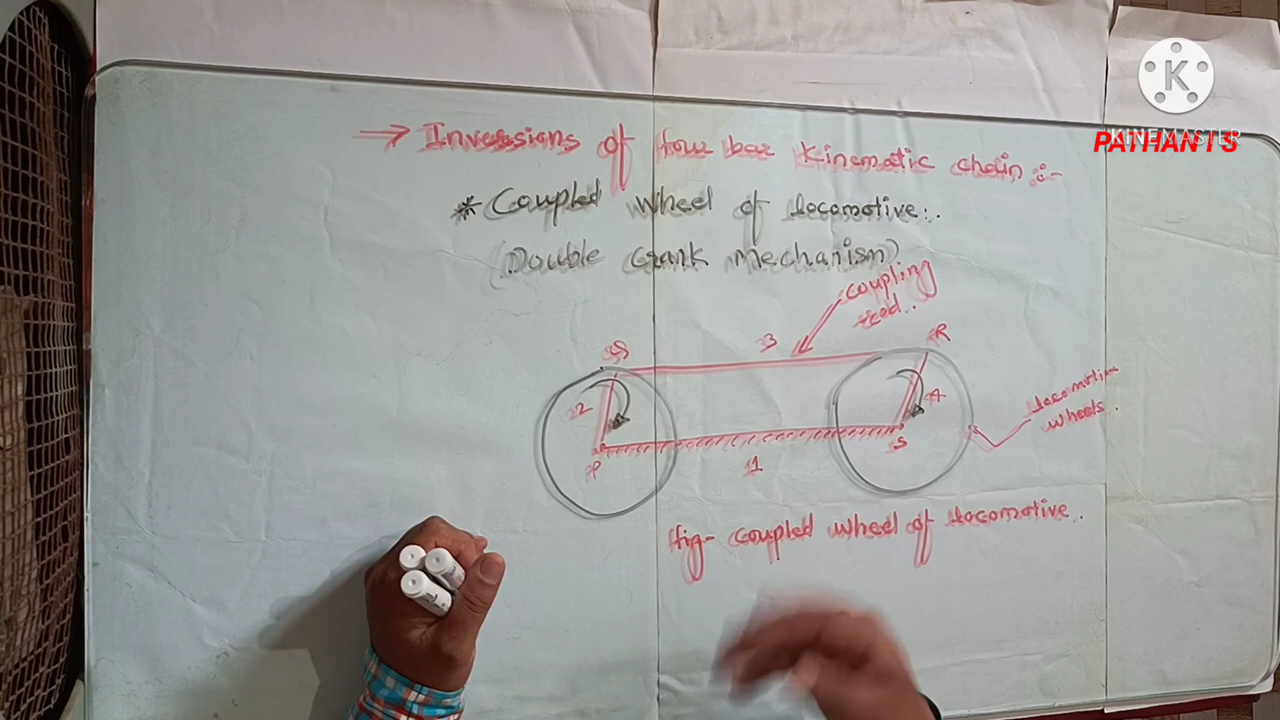 K
KINEMASTER
PATHAN'S
→ Inversions of four bar Kinematic chain :-
* Coupled wheel of locomotive:.
(Double crank mechanism)
coupling
rod.
Q
3
R
2
4
locomotive
wheels.
P
1
S
fig- coupled wheel of locomotive.